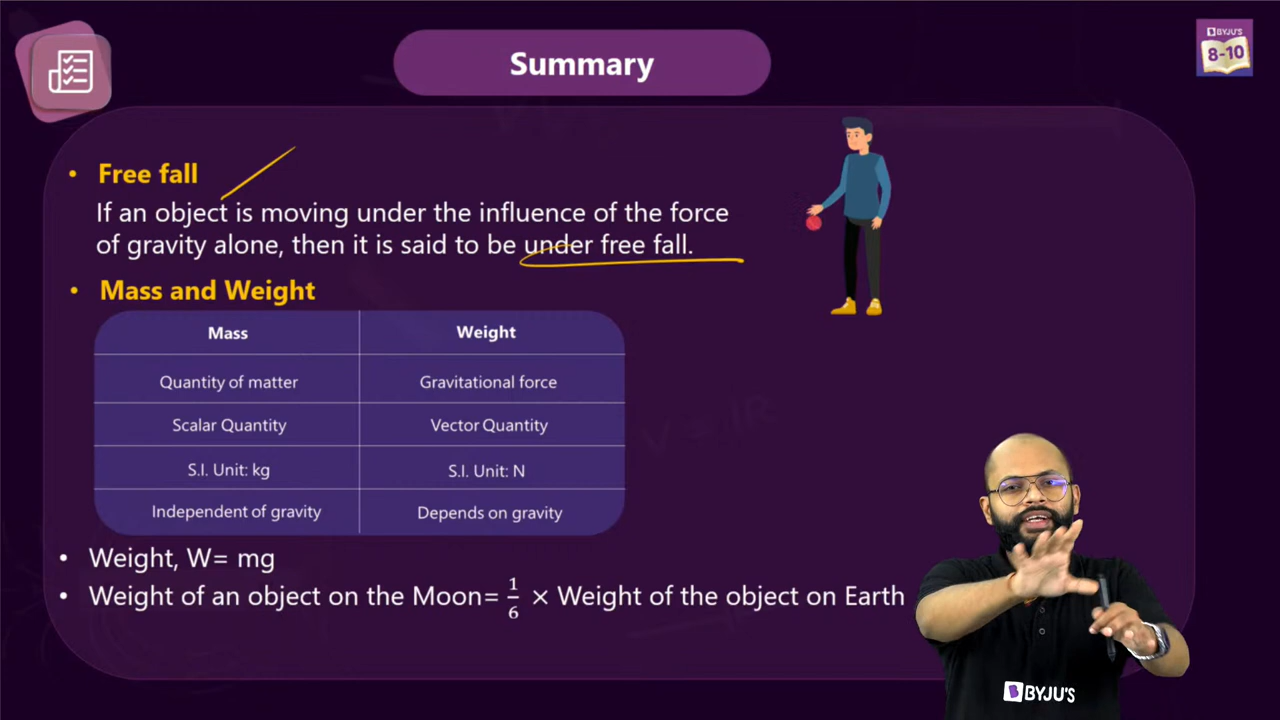 Summary
BYJU'S
8-10
• Free fall
If an object is moving under the influence of the force
of gravity alone, then it is said to be under free fall.
• Mass and Weight
Mass Weight
Quantity of matter Gravitational force
Scalar Quantity Vector Quantity
S.I. Unit: kg S.I. Unit: N
Independent of gravity Depends on gravity
• Weight, W= mg
• Weight of an object on the Moon= 1/6 × Weight of the object on Earth
BYJU'S